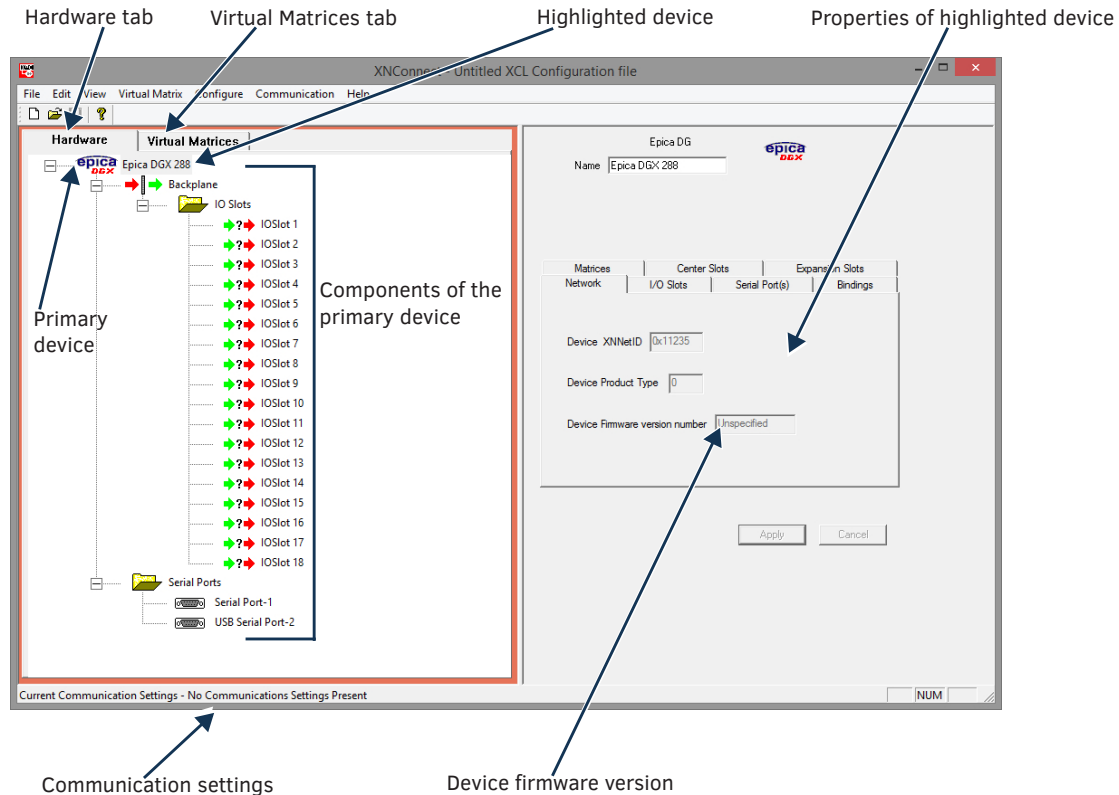 Hardware tab
Virtual Matrices tab
Highlighted device
Properties of highlighted device
XNConnect - Untitled XCL Configuration file
File Edit View Virtual Matrix Configure Communication Help
Hardware
Virtual Matrices
epica DGX
Epica DGX 288
Backplane
IO Slots
IOSlot 1
IOSlot 2
IOSlot 3
IOSlot 4
IOSlot 5
IOSlot 6
IOSlot 7
IOSlot 8
IOSlot 9
IOSlot 10
IOSlot 11
IOSlot 12
IOSlot 13
IOSlot 14
IOSlot 15
IOSlot 16
IOSlot 17
IOSlot 18
Serial Ports
Serial Port-1
USB Serial Port-2
Primary
device
Components of the
primary device
Epica DG
epica DGX
Name Epica DGX 288
Matrices Center Slots Expansion Slots
Network I/O Slots Serial Port(s) Bindings
Device XNNetID 0x11235
Device Product Type 0
Device Firmware version number Unspecified
Apply Cancel
Current Communication Settings - No Communications Settings Present
NUM
Communication settings
Device firmware version